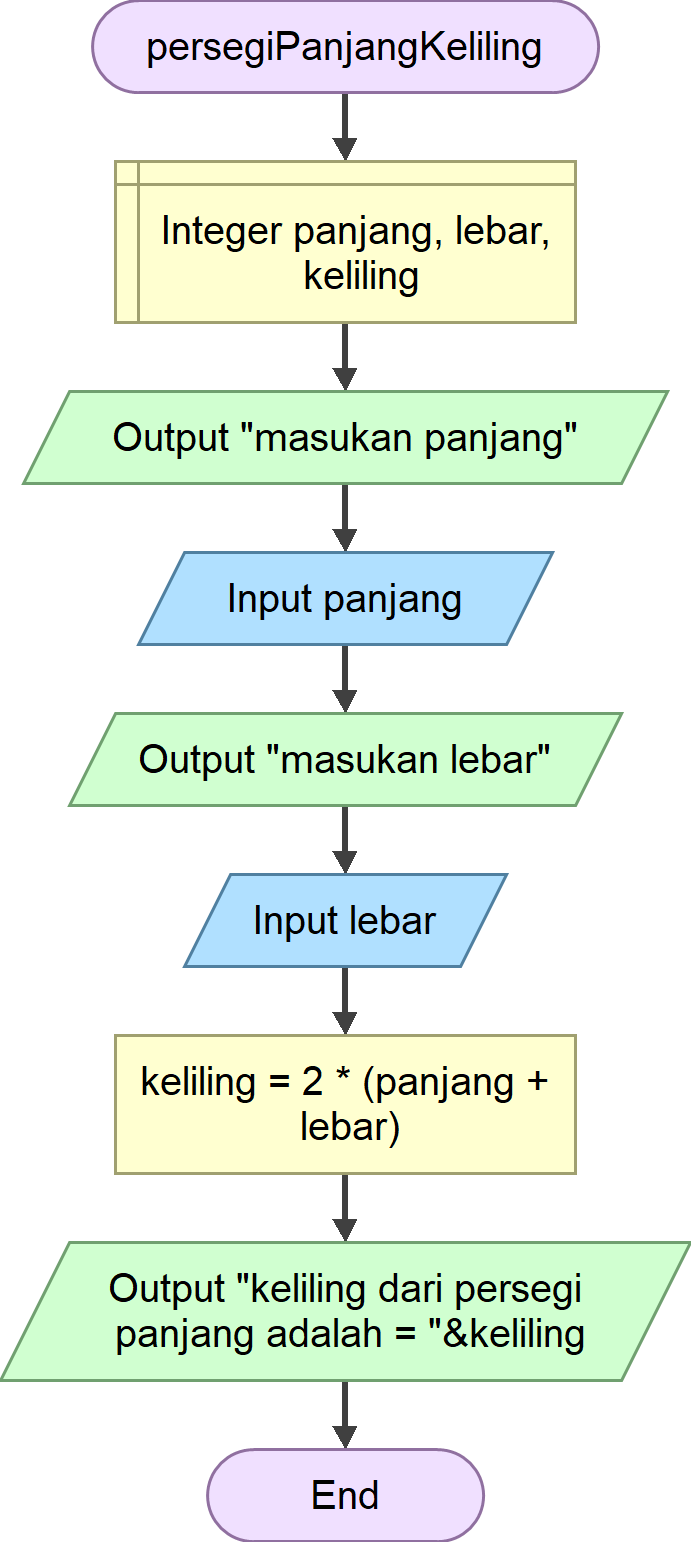 persegiPanjangKeliling
Integer panjang, lebar,
keliling
Output "masukan panjang"
Input panjang
Output "masukan lebar"
Input lebar
keliling = 2 * (panjang +
lebar)
Output "keliling dari persegi
panjang adalah = "&keliling
End